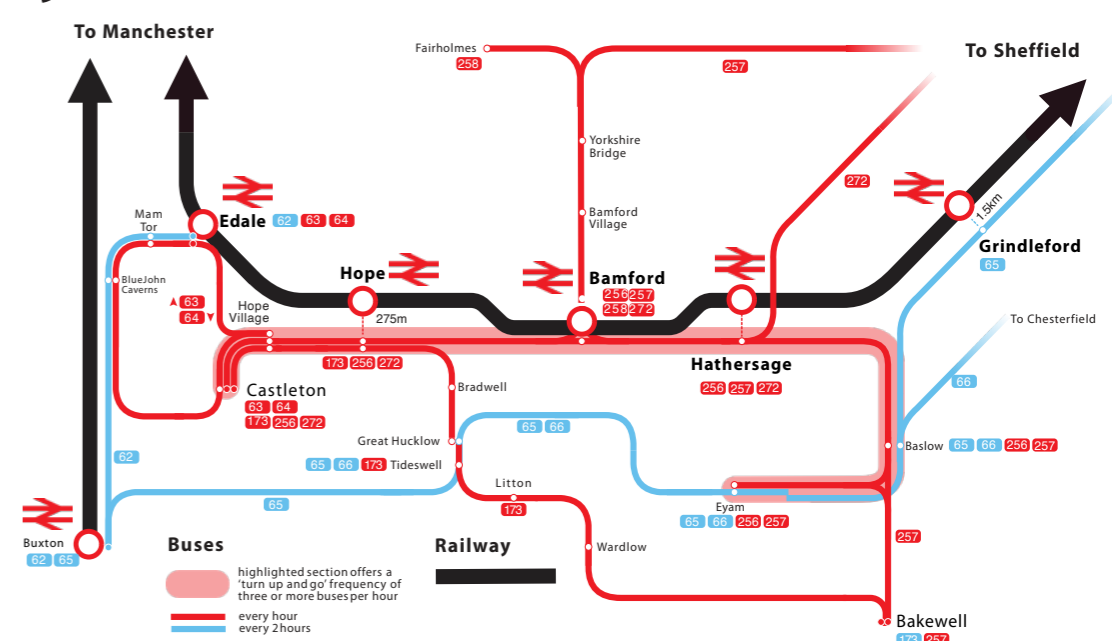 To Manchester
Fairholmes
258
257
To Sheffield
Yorkshire
Bridge
272
1.5km
Mam
Tor
Edale 62 63 64
Bamford
Village
Grindleford
65
BlueJohn
Caverns
63
64
Hope
Village
Hope
275m
173 256 272
Bamford
256 257
258 272
Hathersage
256 257 272
To Chesterfield
66
Castleton
63 64
173 256 272
Bradwell
Great Hucklow
65 66 173 Tideswell
65 66
Baslow 65 66 256 257
62
65
Litton
173
Eyam
65 66 256 257
Wardlow
257
Buxton
62 65
Buses
highlighted section offers a
'turn up and go' frequency of
three or more buses per hour
every hour
every 2hours
Railway
Bakewell
173 257